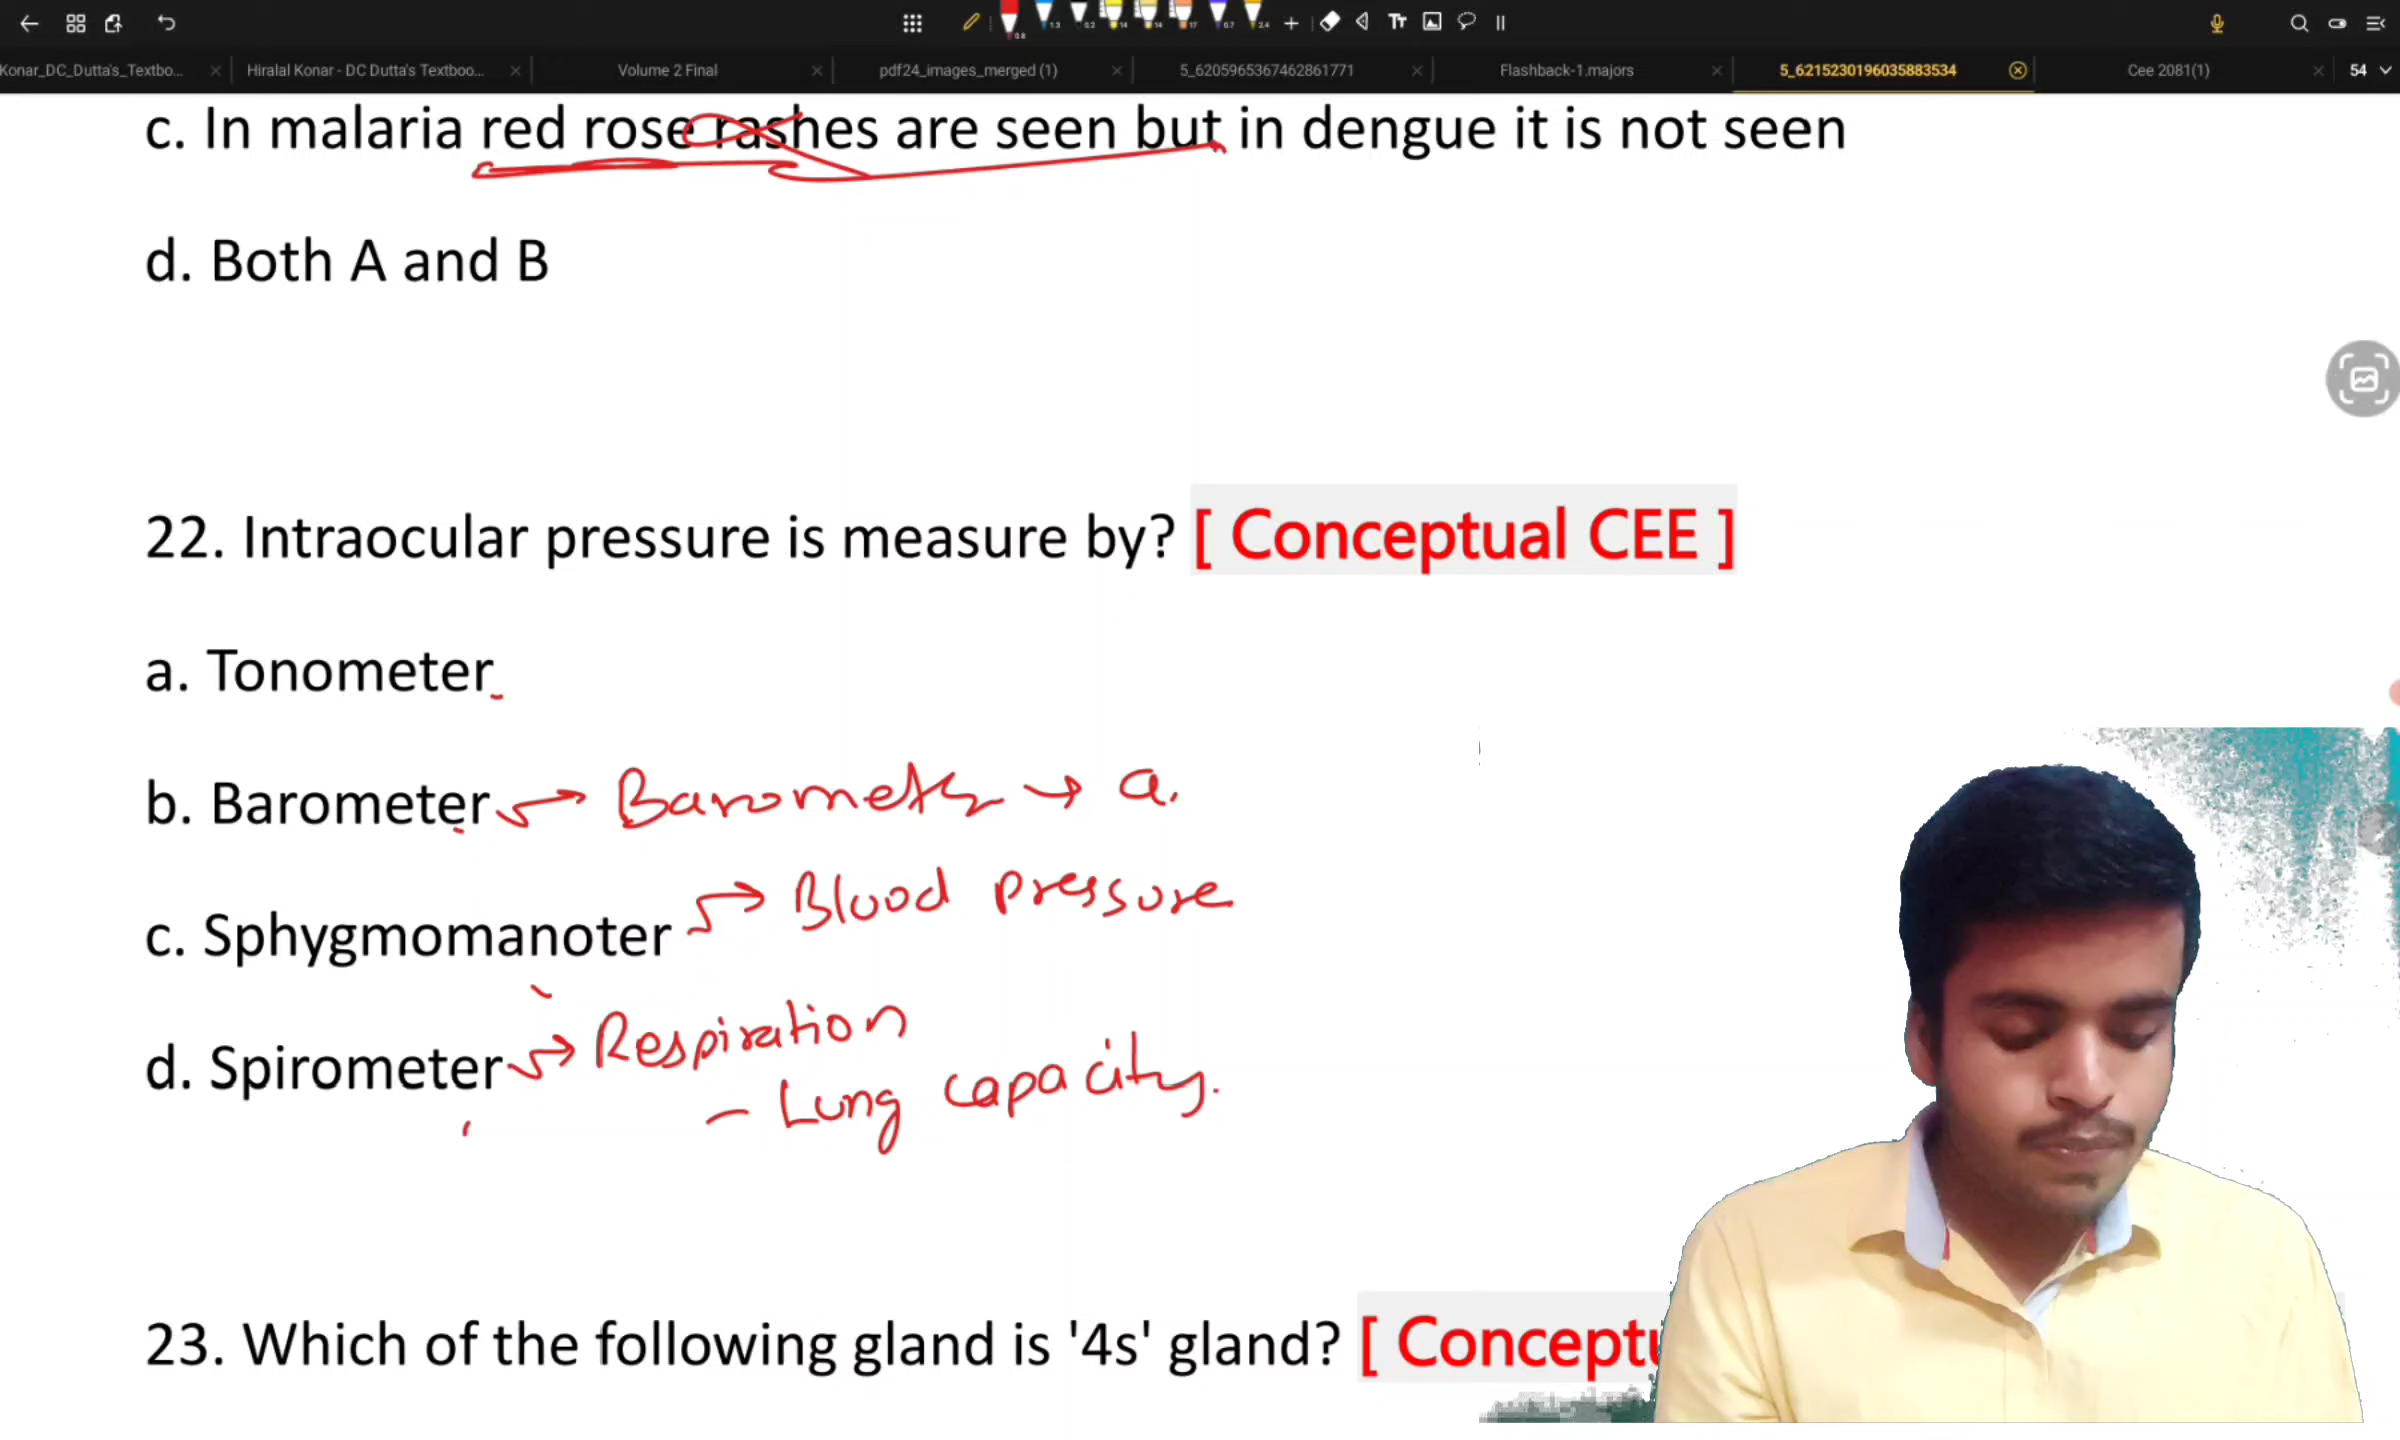 Konar_DC_Dutta's_Textbo...
Hiralal Konar - DC Dutta's Textboo...
Volume 2 Final
pdf24_images_merged (1)
5_6205965367462861771
Flashback-1.majors
5_6215230196035883534
Cee 2081(1)
54
c. In malaria red rose rashes are seen but in dengue it is not seen
d. Both A and B
22. Intraocular pressure is measure by? [ Conceptual CEE ]
a. Tonometer
b. Barometer → Barometer → a.
c. Sphygmomanoter → Blood pressure
d. Spirometer → Respiration
- Lung capacity.
23. Which of the following gland is '4s' gland? [ Conceptu